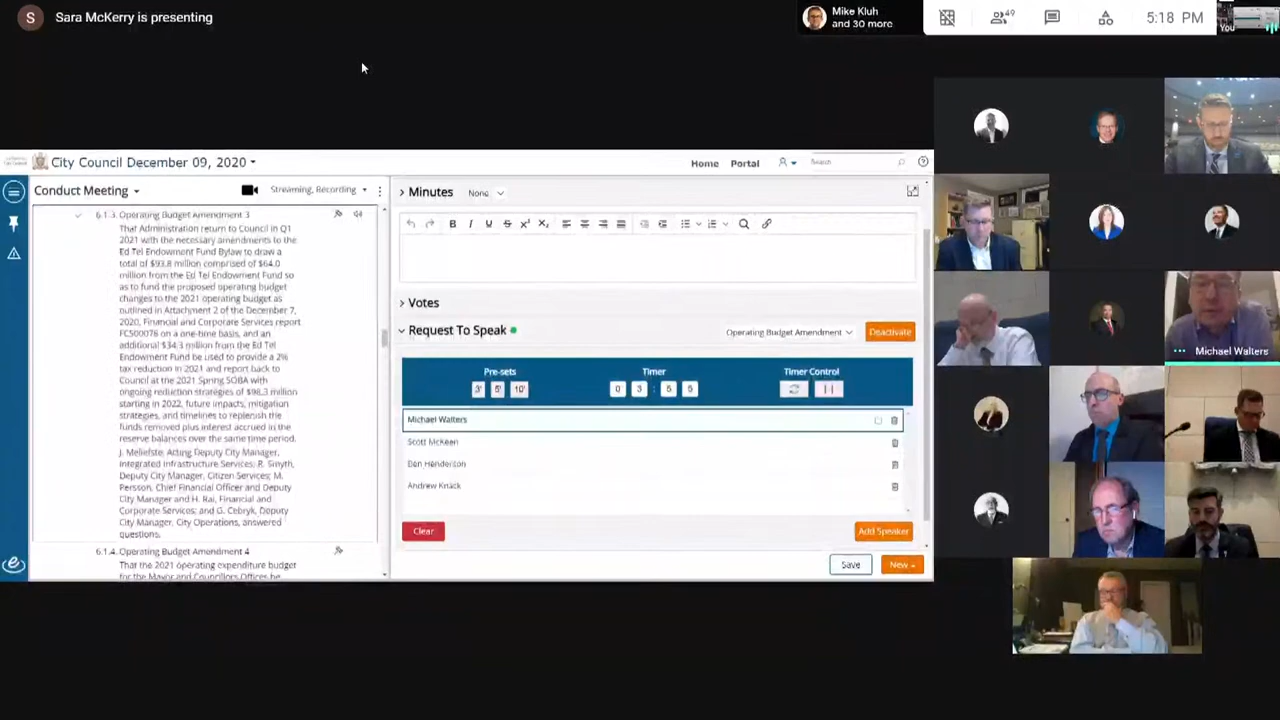 S Sara McKerry is presenting
Mike Kluh
and 30 more
49
5:18 PM
You
City Council December 09, 2020
Home Portal Search
Conduct Meeting
Streaming, Recording
6.1.3. Operating Budget Amendment 3
That Administration return to Council in Q1
2021 with the necessary amendments to the
Ed Tel Endowment Fund Bylaw to draw a
total of $93.8 million comprised of $64.0
million from the Ed Tel Endowment Fund so
as to fund the proposed operating budget
changes to the 2021 operating budget as
outlined in Attachment 2 of the December 7,
2020, Financial and Corporate Services report
FCS00076 on a one-time basis, and an
additional $34.3 million from the Ed Tel
Endowment Fund be used to provide a 2%
tax reduction in 2021 and report back to
Council at the 2021 Spring SOBA with
ongoing reduction strategies of $98.3 million
starting in 2022, future impacts, mitigation
strategies, and timelines to replenish the
funds removed plus interest accrued in the
reserve balances over the same time period.
J. Meliefste, Acting Deputy City Manager,
Integrated Infrastructure Services; R. Smyth,
Deputy City Manager, Citizen Services; M.
Persson, Chief Financial Officer and Deputy
City Manager and H. Rai, Financial and
Corporate Services; and G. Cebryk, Deputy
City Manager, City Operations, answered
questions.
6.1.4. Operating Budget Amendment 4
That the 2021 operating expenditure budget
for the Mayor and Councillors Offices be
Minutes None
B I U S X² X₂
Votes
Request To Speak
Operating Budget Amendment
Deactivate
Pre-sets Timer Timer Control
3' 5' 10' 0 3 : 5 5
Michael Walters
Scott McKeen
Ben Henderson
Andrew Knack
Clear
Add Speaker
Save
New
Michael Walters